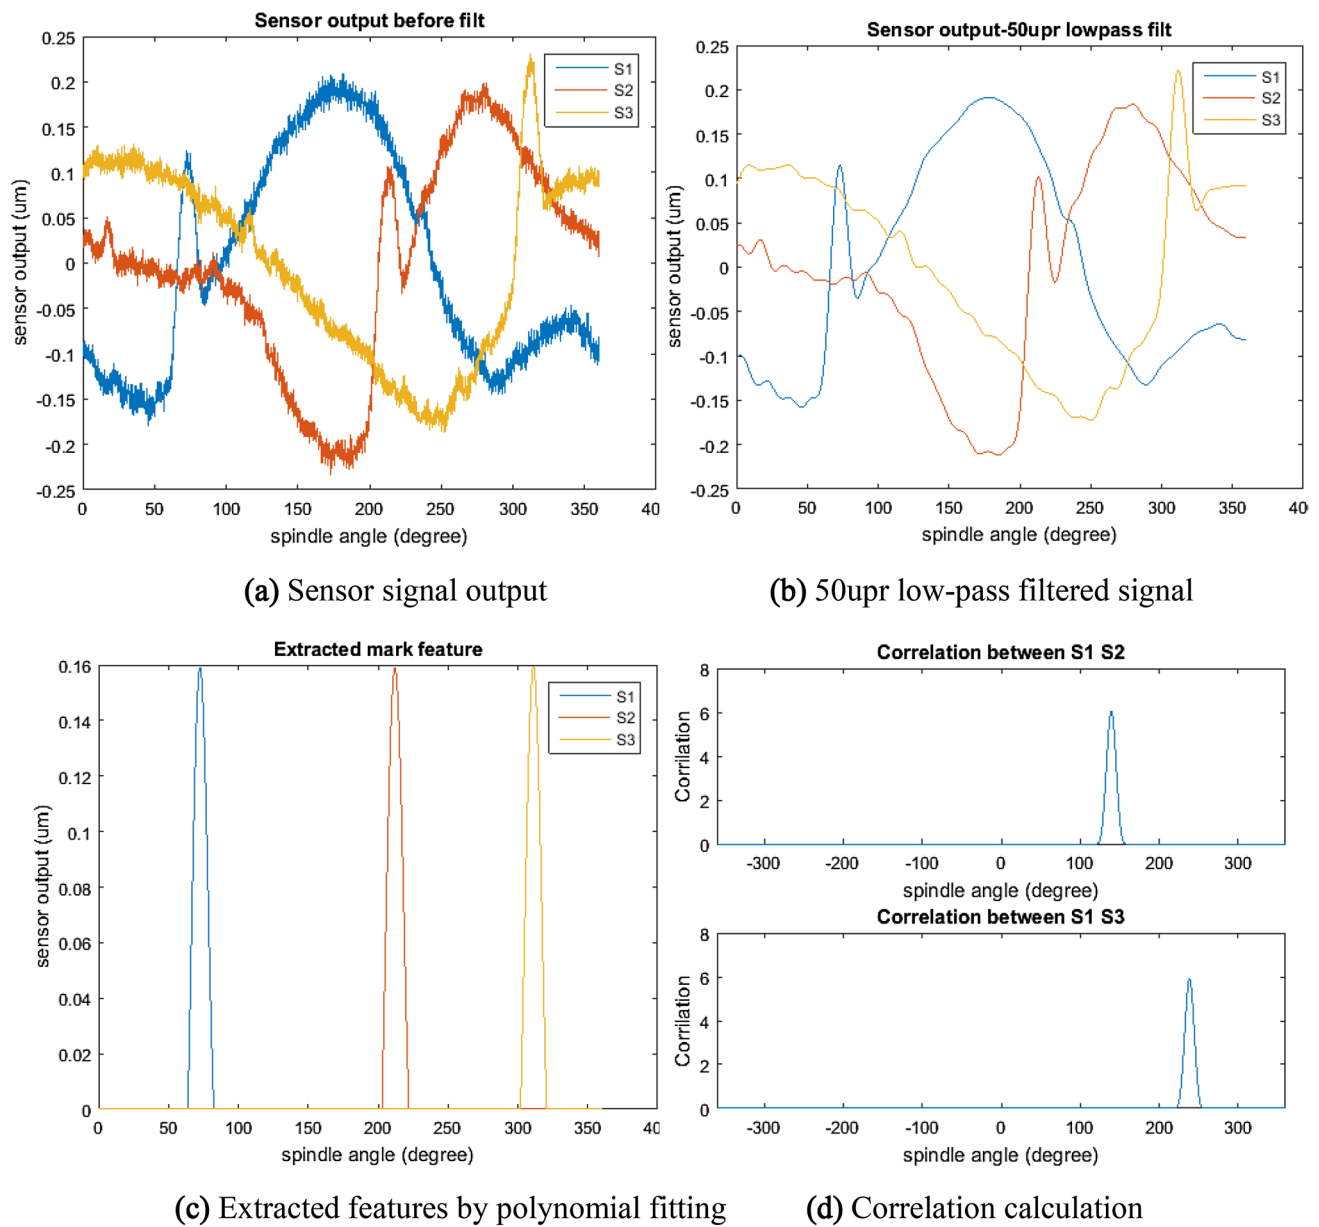 Sensor output before filt
0.25
0.2
0.15
0.1
0.05
0
-0.05
-0.1
-0.15
-0.2
-0.25
sensor output (um)
S1
S2
S3
0 50 100 150 200 250 300 350 40
spindle angle (degree)
(a) Sensor signal output
Sensor output-50upr lowpass filt
0.25
0.2
0.15
0.1
0.05
0
-0.05
-0.1
-0.15
-0.2
-0.25
sensor output (um)
S1
S2
S3
0 50 100 150 200 250 300 350 40
spindle angle (degree)
(b) 50upr low-pass filtered signal
Extracted mark feature
0.16
0.14
0.12
0.1
0.08
0.06
0.04
0.02
0
sensor output (um)
S1
S2
S3
0 50 100 150 200 250 300 350 40
spindle angle (degree)
(c) Extracted features by polynomial fitting
Correlation between S1 S2
8
6
4
2
0
Corrilation
-300 -200 -100 0 100 200 300
spindle angle (degree)
Correlation between S1 S3
8
6
4
2
0
Corrilation
-300 -200 -100 0 100 200 300
spindle angle (degree)
(d) Correlation calculation